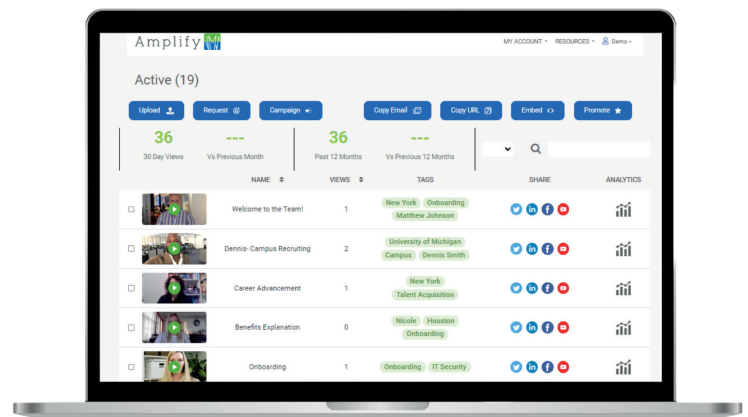 Amplify
MY ACCOUNT RESOURCES Demo
Active (19)
Upload Request Campaign Copy Email Copy URL Embed Promote
36 --- 36 ---
30 Day Views Vs Previous Month Past 12 Months Vs Previous 12 Months
NAME VIEWS TAGS SHARE ANALYTICS
Welcome to the Team! 1 New York Onboarding
Matthew Johnson
Dennis- Campus Recruiting 2 University of Michigan
Campus Dennis Smith
Career Advancement 1 New York
Talent Acquisition
Benefits Explanation 0 Nicole Houston
Onboarding
Onboarding 1 Onboarding IT Security